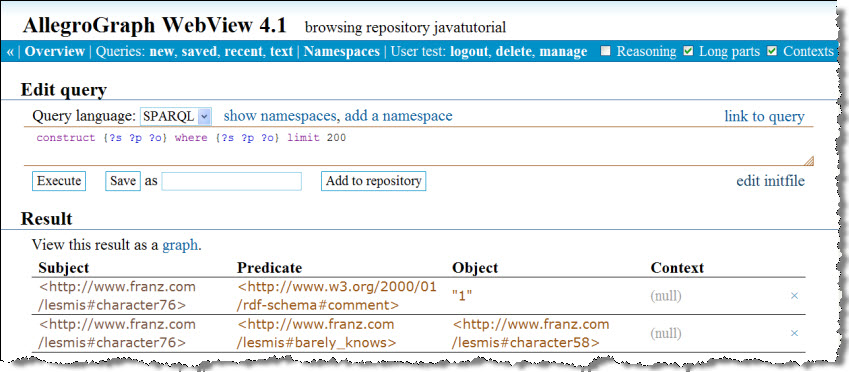 AllegroGraph WebView 4.1 browsing repository javatutorial
« | Overview | Queries: new, saved, recent, text | Namespaces | User test: logout, delete, manage Reasoning Long parts Contexts
Edit query
Query language: SPARQL show namespaces, add a namespace link to query
construct {?s ?p ?o} where {?s ?p ?o} limit 200
Execute Save as Add to repository edit initfile
Result
View this result as a graph.
Subject Predicate Object Context
<http://www.franz.com <http://www.w3.org/2000/01 "1" (null) ×
/lesmis#character76> /rdf-schema#comment>
<http://www.franz.com <http://www.franz.com <http://www.franz.com (null) ×
/lesmis#character76> /lesmis#barely_knows> /lesmis#character58>